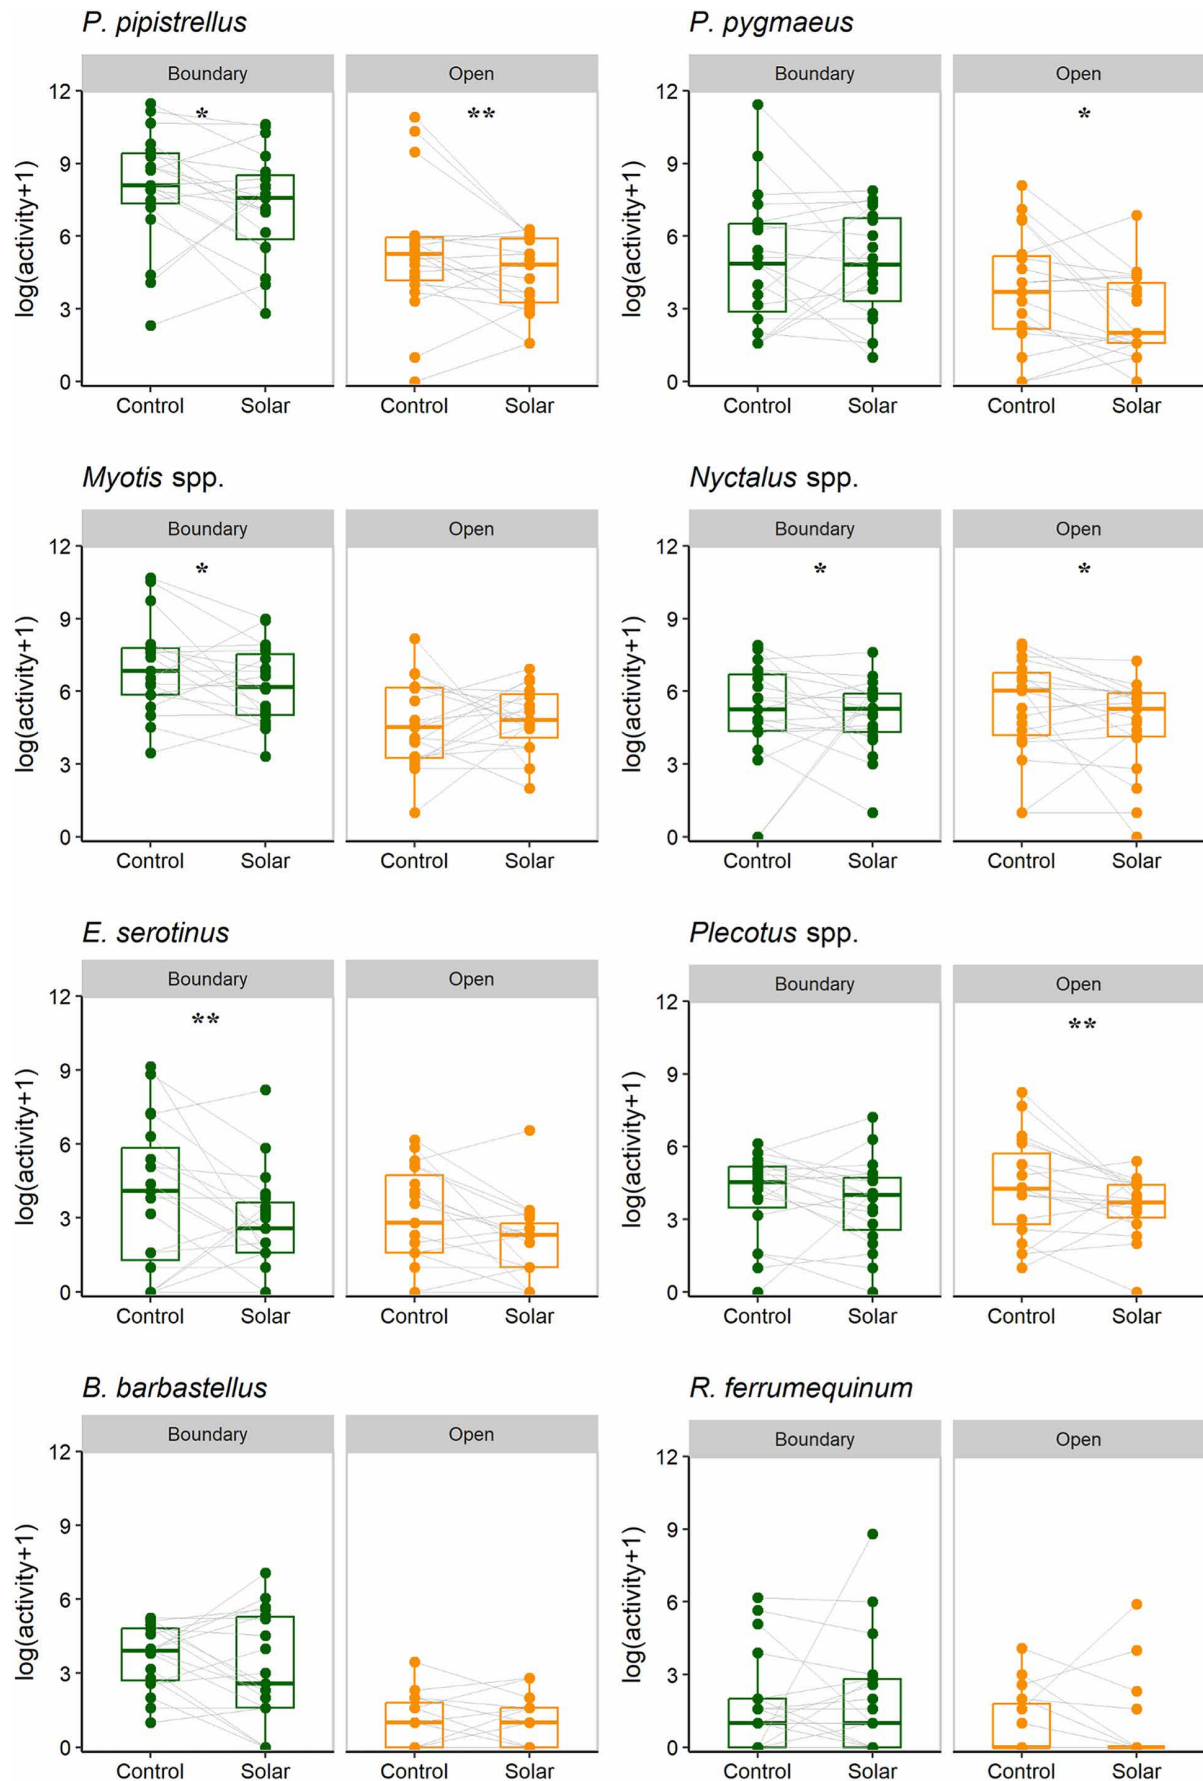 P. pipistrellus
P. pygmaeus
Boundary
Open
Boundary
Open
*
**
*
12
9
6
3
0
log(activity+1)
12
9
6
3
0
log(activity+1)
Control
Solar
Control
Solar
Control
Solar
Control
Solar
Myotis spp.
Nyctalus spp.
Boundary
Open
Boundary
Open
*
*
*
12
9
6
3
0
log(activity+1)
12
9
6
3
0
log(activity+1)
Control
Solar
Control
Solar
Control
Solar
Control
Solar
E. serotinus
Plecotus spp.
Boundary
Open
Boundary
Open
**
**
12
9
6
3
0
log(activity+1)
12
9
6
3
0
log(activity+1)
Control
Solar
Control
Solar
Control
Solar
Control
Solar
B. barbastellus
R. ferrumequinum
Boundary
Open
Boundary
Open
12
9
6
3
0
log(activity+1)
12
9
6
3
0
log(activity+1)
Control
Solar
Control
Solar
Control
Solar
Control
Solar